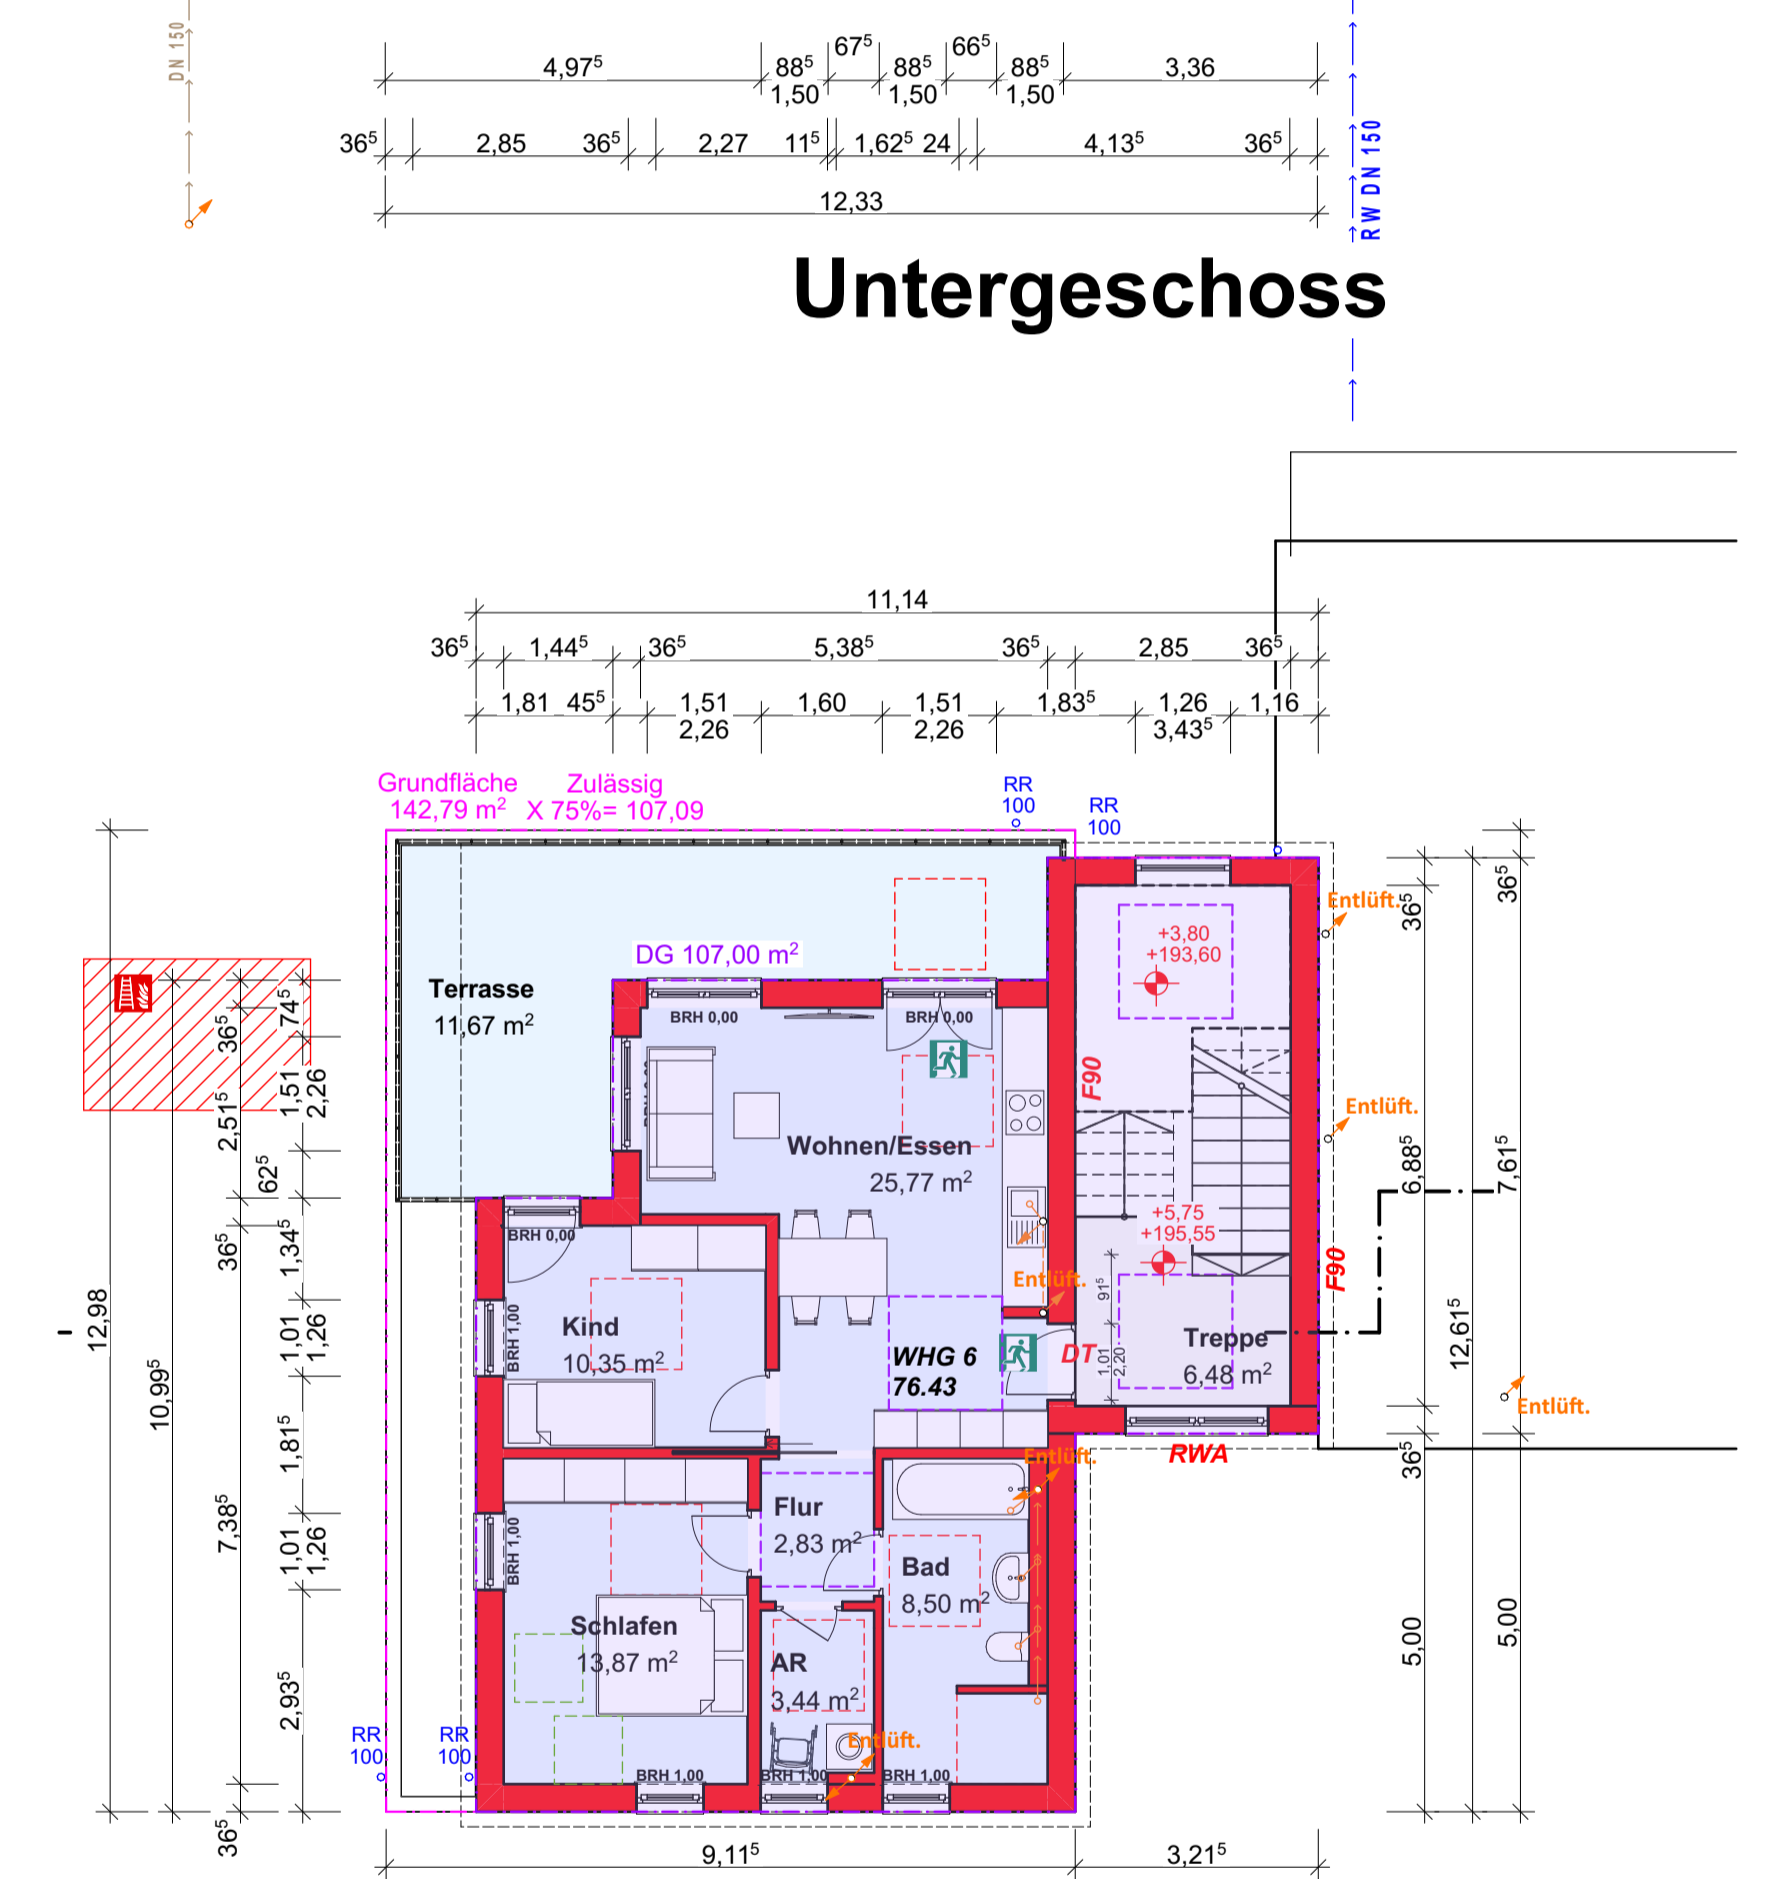 DN 150
4,97⁵
88⁵
1,50
67⁵
88⁵
1,50
66⁵
88⁵
1,50
3,36
36⁵
2,85
36⁵
2,27
11⁵
1,62⁵
24
4,13⁵
36⁵
12,33
RW DN 150
Untergeschoss
11,14
36⁵
1,44⁵
36⁵
5,38⁵
36⁵
2,85
36⁵
1,81
45⁵
1,51
2,26
1,60
1,51
2,26
1,83⁵
1,26
3,43⁵
1,16
Grundfläche
142,79 m²
Zulässig
X 75%= 107,09
RR
100
RR
100
DG 107,00 m²
Terrasse
11,67 m²
BRH 0,00
BRH 0,00
Wohnen/Essen
25,77 m²
+3,80
+193,60
F90
+5,75
+195,55
F90
Entlüft.
Entlüft.
Entlüft.
Entlüft.
91⁵
1,01
2,20
DT
Treppe
6,48 m²
RWA
BRH 0,00
Kind
10,35 m²
BRH 1,00
WHG 6
76.43
Entlüft.
Flur
2,83 m²
Bad
8,50 m²
BRH 1,00
Schlafen
13,87 m²
AR
3,44 m²
Entlüft.
BRH 1,00
BRH 1,00
BRH 1,00
RR
100
RR
100
12,98
10,99⁵
36⁵
2,51⁵
36⁵
7,38⁵
36⁵
74⁵
1,51
2,26
62⁵
1,34⁵
1,01
1,26
1,81⁵
1,01
1,26
2,93⁵
36⁵
6,88⁵
36⁵
5,00
12,61⁵
36⁵
7,61⁵
5,00
9,11⁵
3,21⁵